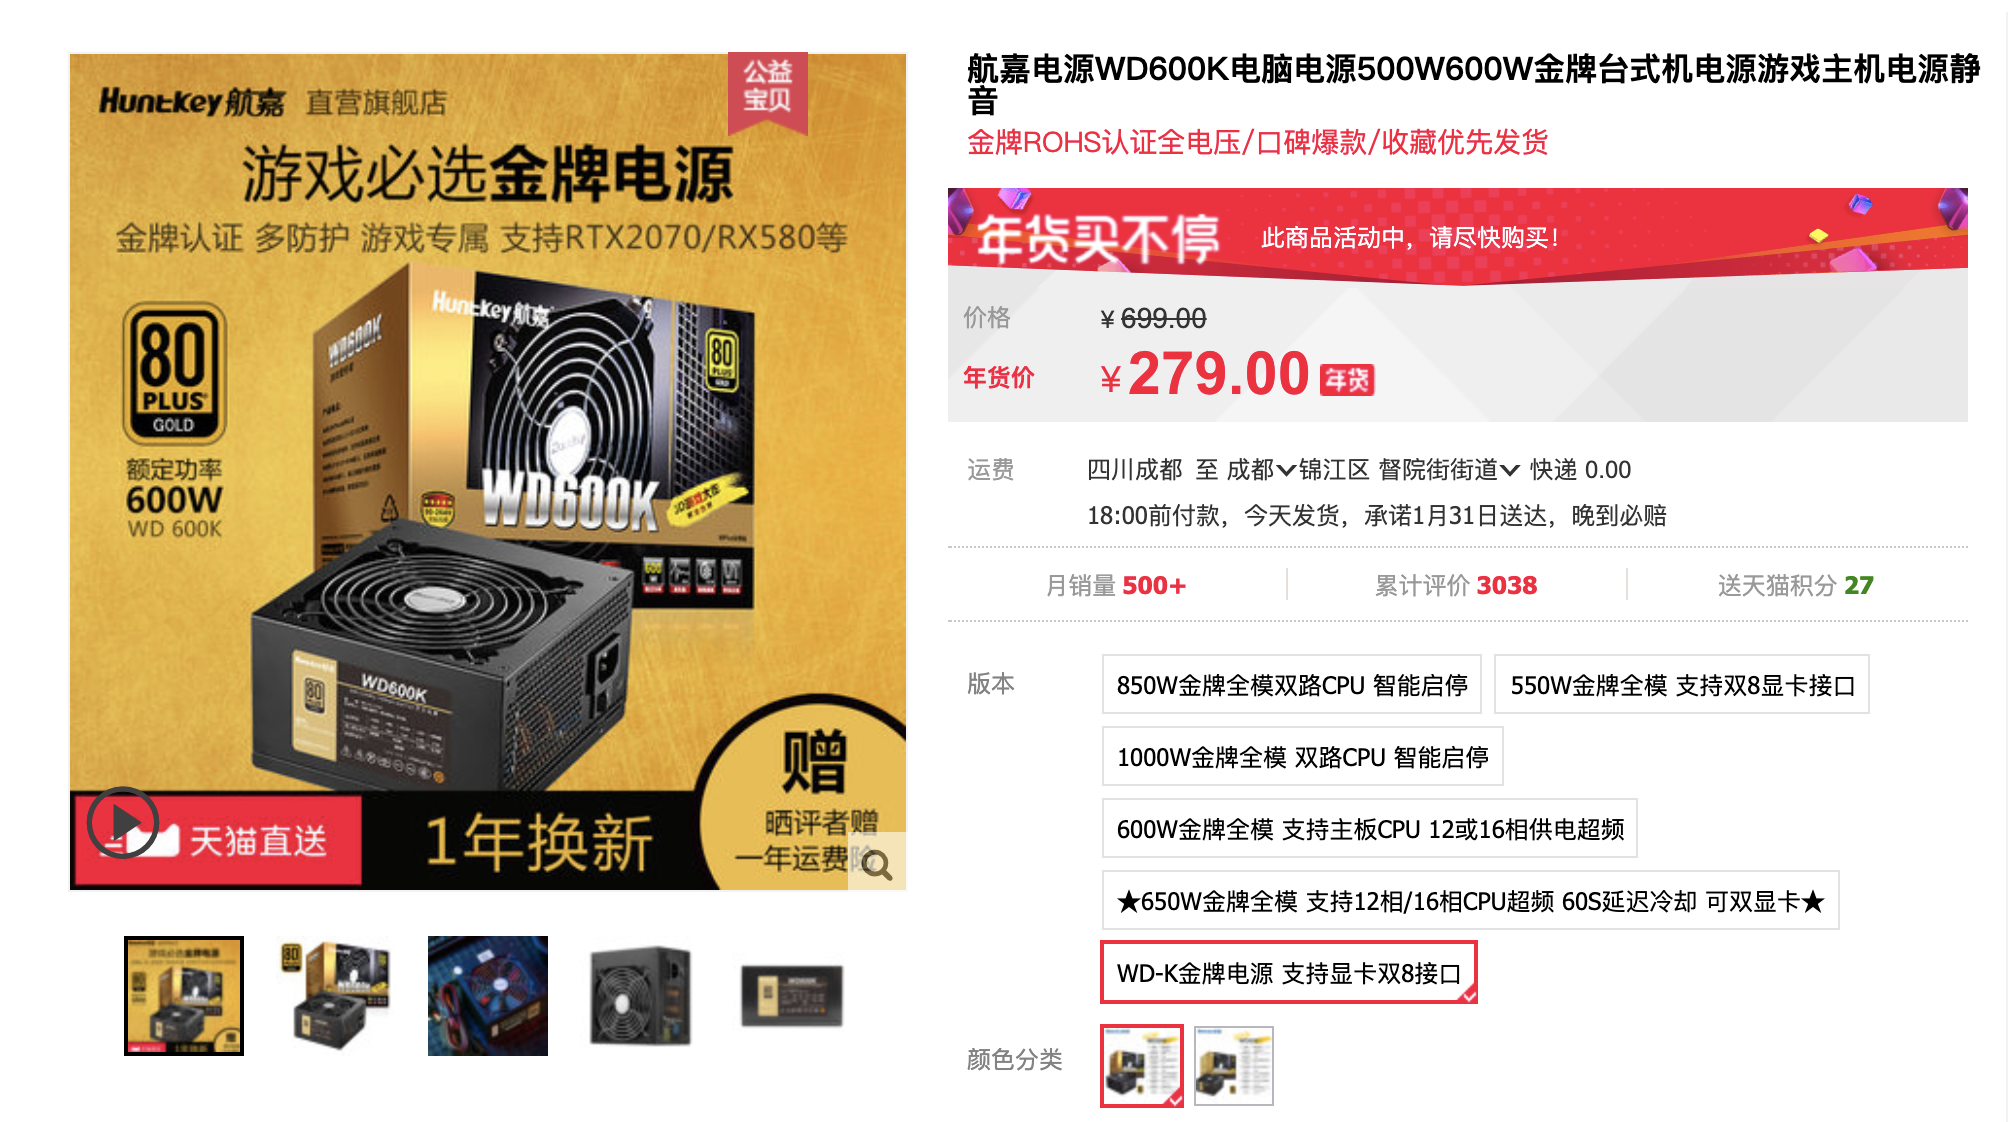 Huntkey航嘉 直营旗舰店
公益
宝贝
游戏必选金牌电源
金牌认证 多防护 游戏专属 支持RTX2070/RX580等
80
PLUS
GOLD
额定功率
600W
WD 600K
Huntkey航嘉
WD600K
80
PLUS
GOLD
WD600K
80
WD600K
天猫直送
1年换新
赠
晒评者赠
一年运费险
航嘉电源WD600K电脑电源500W600W金牌台式机电源游戏主机电源静
音
金牌ROHS认证全电压/口碑爆款/收藏优先发货
年货买不停 此商品活动中，请尽快购买！
价格 ¥ 699.00
年货价 ¥ 279.00 年货
运费 四川成都 至 成都 锦江区 督院街街道 快递 0.00
18:00前付款，今天发货，承诺1月31日送达，晚到必赔
月销量 500+ 累计评价 3038 送天猫积分 27
版本 850W金牌全模双路CPU 智能启停 550W金牌全模 支持双8显卡接口
1000W金牌全模 双路CPU 智能启停
600W金牌全模 支持主板CPU 12或16相供电超频
★650W金牌全模 支持12相/16相CPU超频 60S延迟冷却 可双显卡★
WD-K金牌电源 支持显卡双8接口
颜色分类